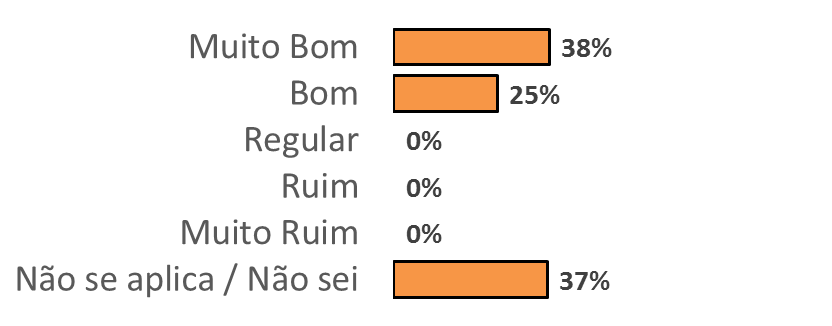 Muito Bom 38%
Bom 25%
Regular 0%
Ruim 0%
Muito Ruim 0%
Não se aplica / Não sei 37%